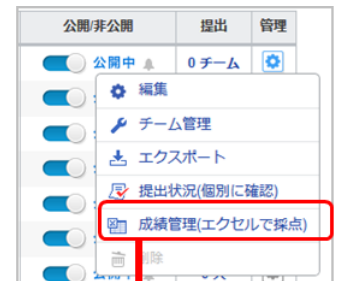 公開/非公開 提出 管理
公開中 0 チーム
編集
チーム管理
エクスポート
提出状況(個別に確認)
成績管理(エクセルで採点)
削除